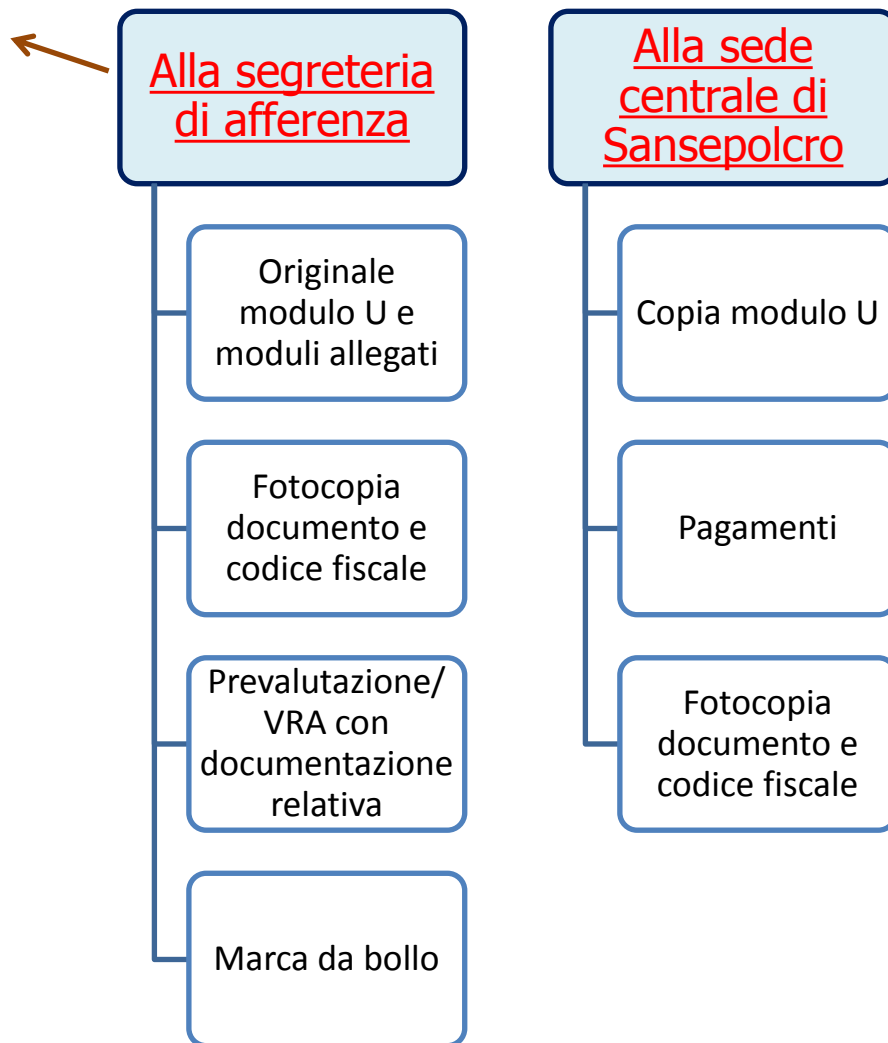 Alla segreteria
di afferenza
Originale
modulo U e
moduli allegati
Fotocopia
documento e
codice fiscale
Prevalutazione/
VRA con
documentazione
relativa
Marca da bollo
Alla sede
centrale di
Sansepolcro
Copia modulo U
Pagamenti
Fotocopia
documento e
codice fiscale